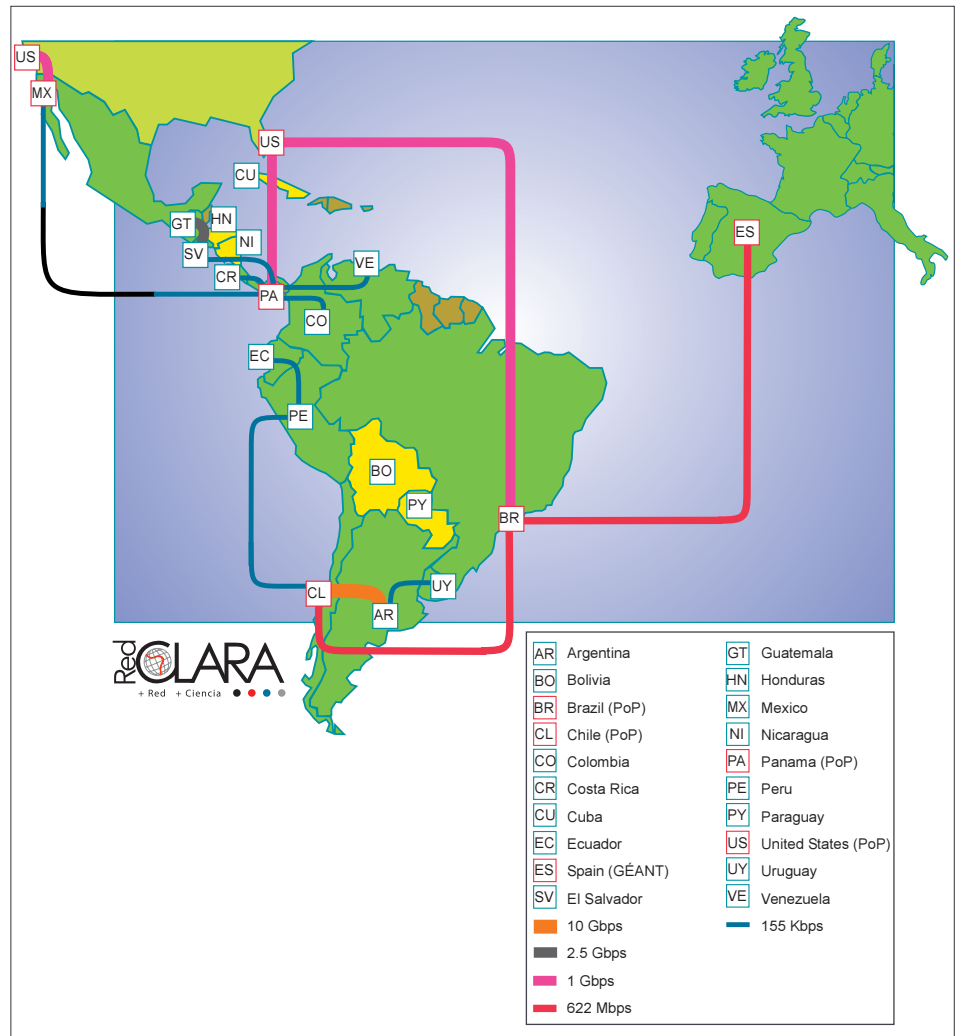 US
MX
US
CU
GT
HN
SV
NI
CR
PA
VE
CO
ES
EC
PE
BO
PY
BR
CL
AR
UY
Red
CLARA
+ Red + Ciencia
AR Argentina
BO Bolivia
BR Brazil (PoP)
CL Chile (PoP)
CO Colombia
CR Costa Rica
CU Cuba
EC Ecuador
ES Spain (GÉANT)
SV El Salvador
10 Gbps
2.5 Gbps
1 Gbps
622 Mbps
GT Guatemala
HN Honduras
MX Mexico
NI Nicaragua
PA Panama (PoP)
PE Peru
PY Paraguay
US United States (PoP)
UY Uruguay
VE Venezuela
155 Kbps